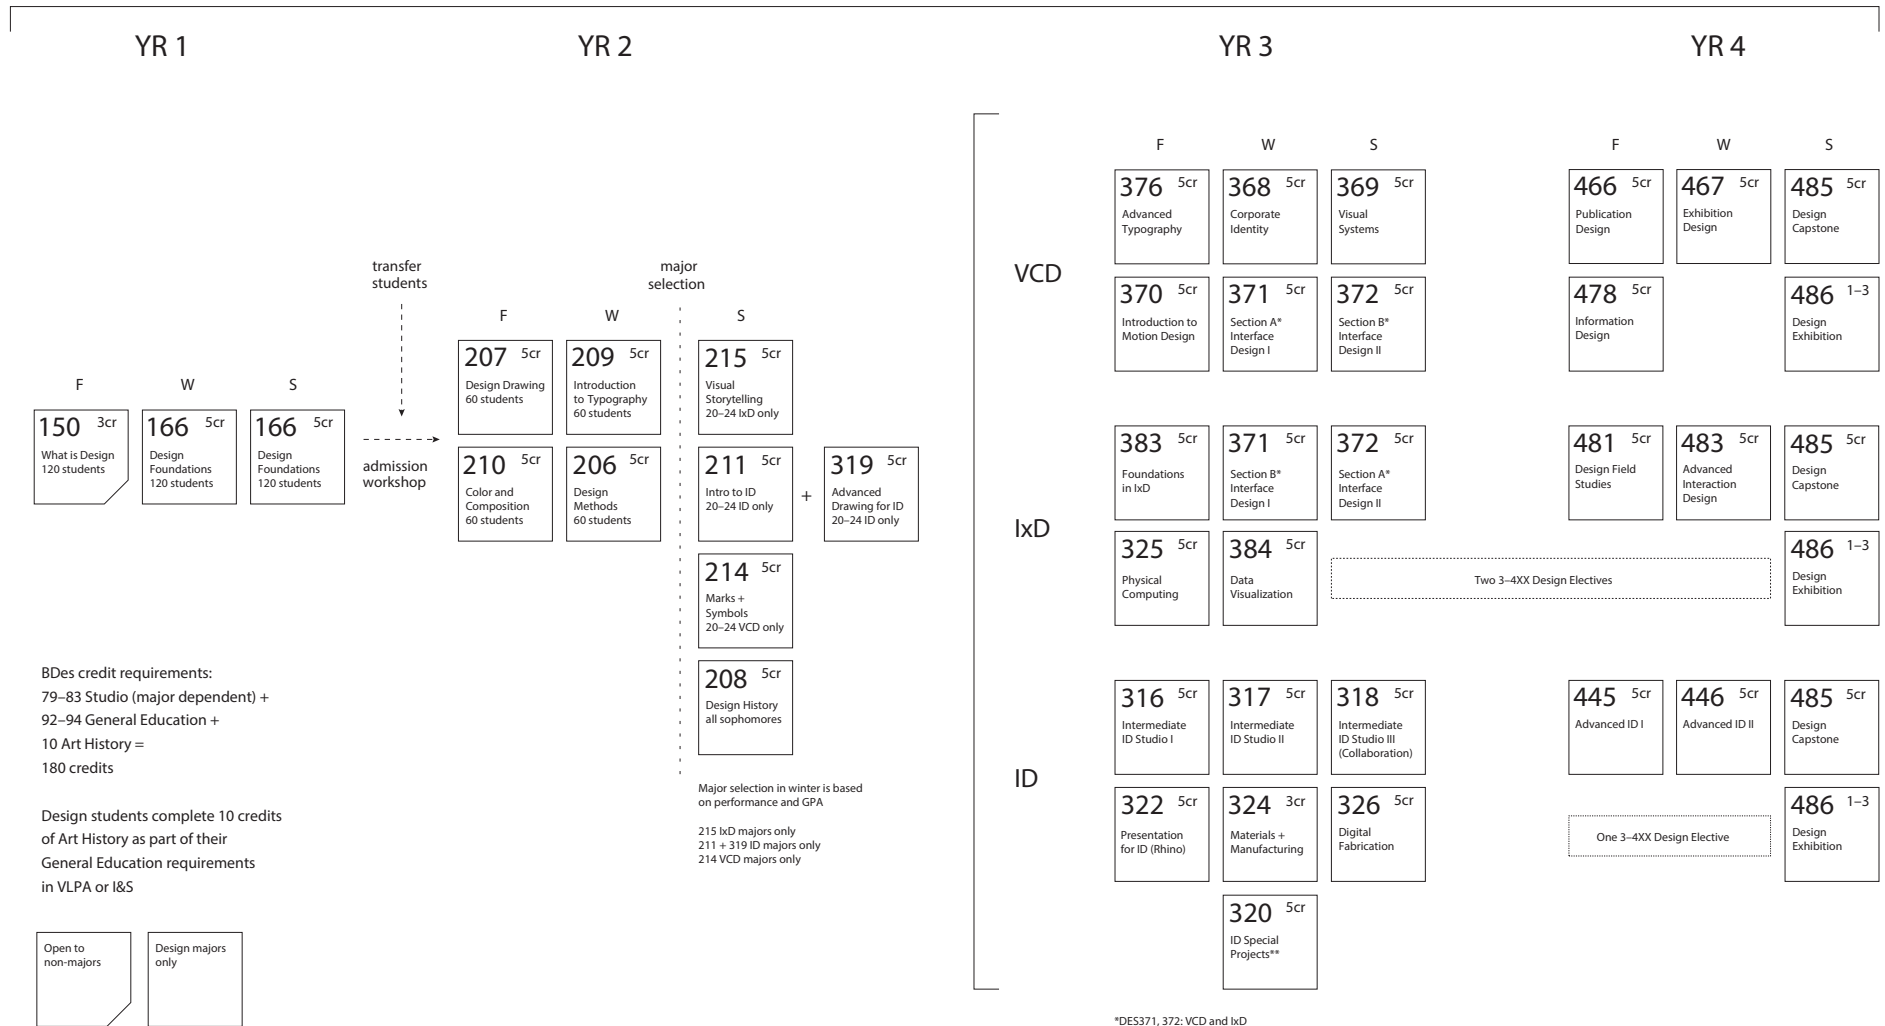 YR 1
YR 2
YR 3
YR 4
F
W
S
150 3cr
What is Design
120 students
166 5cr
Design
Foundations
120 students
166 5cr
Design
Foundations
120 students
transfer
students
admission
workshop
major
selection
F
W
S
207 5cr
Design Drawing
60 students
209 5cr
Introduction
to Typography
60 students
215 5cr
Visual
Storytelling
20–24 IxD only
210 5cr
Color and
Composition
60 students
206 5cr
Design
Methods
60 students
211 5cr
Intro to ID
20–24 ID only
+
319 5cr
Advanced
Drawing for ID
20–24 ID only
214 5cr
Marks +
Symbols
20–24 VCD only
208 5cr
Design History
all sophomores
Major selection in winter is based
on performance and GPA
215 IxD majors only
211 + 319 ID majors only
214 VCD majors only
BDes credit requirements:
79–83 Studio (major dependent) +
92–94 General Education +
10 Art History =
180 credits
Design students complete 10 credits
of Art History as part of their
General Education requirements
in VLPA or I&S
Open to
non-majors
Design majors
only
F
W
S
F
W
S
VCD
376 5cr
Advanced
Typography
368 5cr
Corporate
Identity
369 5cr
Visual
Systems
466 5cr
Publication
Design
467 5cr
Exhibition
Design
485 5cr
Design
Capstone
370 5cr
Introduction to
Motion Design
371 5cr
Section A*
Interface
Design I
372 5cr
Section B*
Interface
Design II
478 5cr
Information
Design
486 1–3
Design
Exhibition
IxD
383 5cr
Foundations
in IxD
371 5cr
Section B*
Interface
Design I
372 5cr
Section A*
Interface
Design II
481 5cr
Design Field
Studies
483 5cr
Advanced
Interaction
Design
485 5cr
Design
Capstone
325 5cr
Physical
Computing
384 5cr
Data
Visualization
Two 3–4XX Design Electives
486 1–3
Design
Exhibition
ID
316 5cr
Intermediate
ID Studio I
317 5cr
Intermediate
ID Studio II
318 5cr
Intermediate
ID Studio III
(Collaboration)
445 5cr
Advanced ID I
446 5cr
Advanced ID II
485 5cr
Design
Capstone
322 5cr
Presentation
for ID (Rhino)
324 3cr
Materials +
Manufacturing
326 5cr
Digital
Fabrication
One 3–4XX Design Elective
486 1–3
Design
Exhibition
320 5cr
ID Special
Projects**
*DES371, 372: VCD and IxD